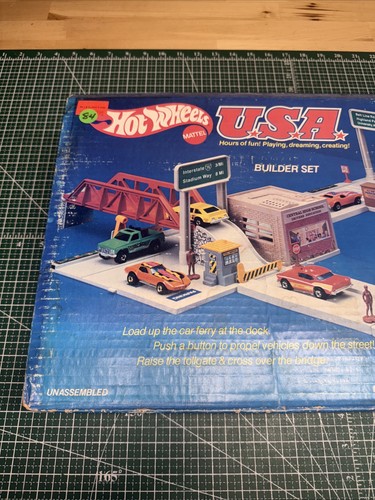 84
Hot Wheels
MATTEL
U.S.A.
Hours of fun! Playing, dreaming, creating!
BUILDER SET
Interstate
Stadium Way
Load up the car ferry at the dock.
Push a button to propel vehicles down the street!
Raise the tollgate & cross over the bridge.
UNASSEMBLED
165°